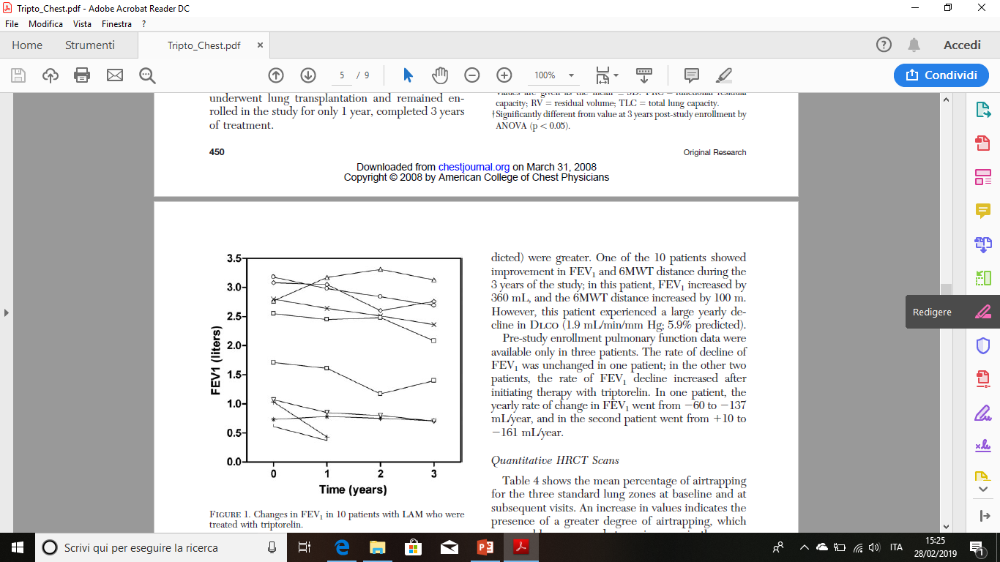 Tripto_Chest.pdf - Adobe Acrobat Reader DC
File Modifica Vista Finestra ?
Home Strumenti Tripto_Chest.pdf × ? Accedi
5 / 9 100% Condividi
underwent lung transplantation and remained en-
rolled in the study for only 1 year, completed 3 years
of treatment.
Values are given as the mean ± SD. FRC = functional residual
capacity; RV = residual volume; TLC = total lung capacity.
†Significantly different from value at 3 years post-study enrollment by
ANOVA (p < 0.05).
450 Original Research
Downloaded from chestjournal.org on March 31, 2008
Copyright © 2008 by American College of Chest Physicians
3.5
3.0
2.5
2.0
1.5
1.0
0.5
0.0
FEV1 (liters)
0 1 2 3
Time (years)
FIGURE 1. Changes in FEV₁ in 10 patients with LAM who were
treated with triptorelin.
dicted) were greater. One of the 10 patients showed
improvement in FEV₁ and 6MWT distance during the
3 years of the study; in this patient, FEV₁ increased by
360 mL, and the 6MWT distance increased by 100 m.
However, this patient experienced a large yearly de-
cline in DLCO (1.9 mL/min/mm Hg; 5.9% predicted).
Pre-study enrollment pulmonary function data were
available only in three patients. The rate of decline of
FEV₁ was unchanged in one patient; in the other two
patients, the rate of FEV₁ decline increased after
initiating therapy with triptorelin. In one patient, the
yearly rate of change in FEV₁ went from −60 to −137
mL/year, and in the second patient went from +10 to
−161 mL/year.
Quantitative HRCT Scans
Table 4 shows the mean percentage of airtrapping
for the three standard lung zones at baseline and at
subsequent visits. An increase in values indicates the
presence of a greater degree of airtrapping, which
Redigere
Scrivi qui per eseguire la ricerca
ITA
15:25
28/02/2019
1